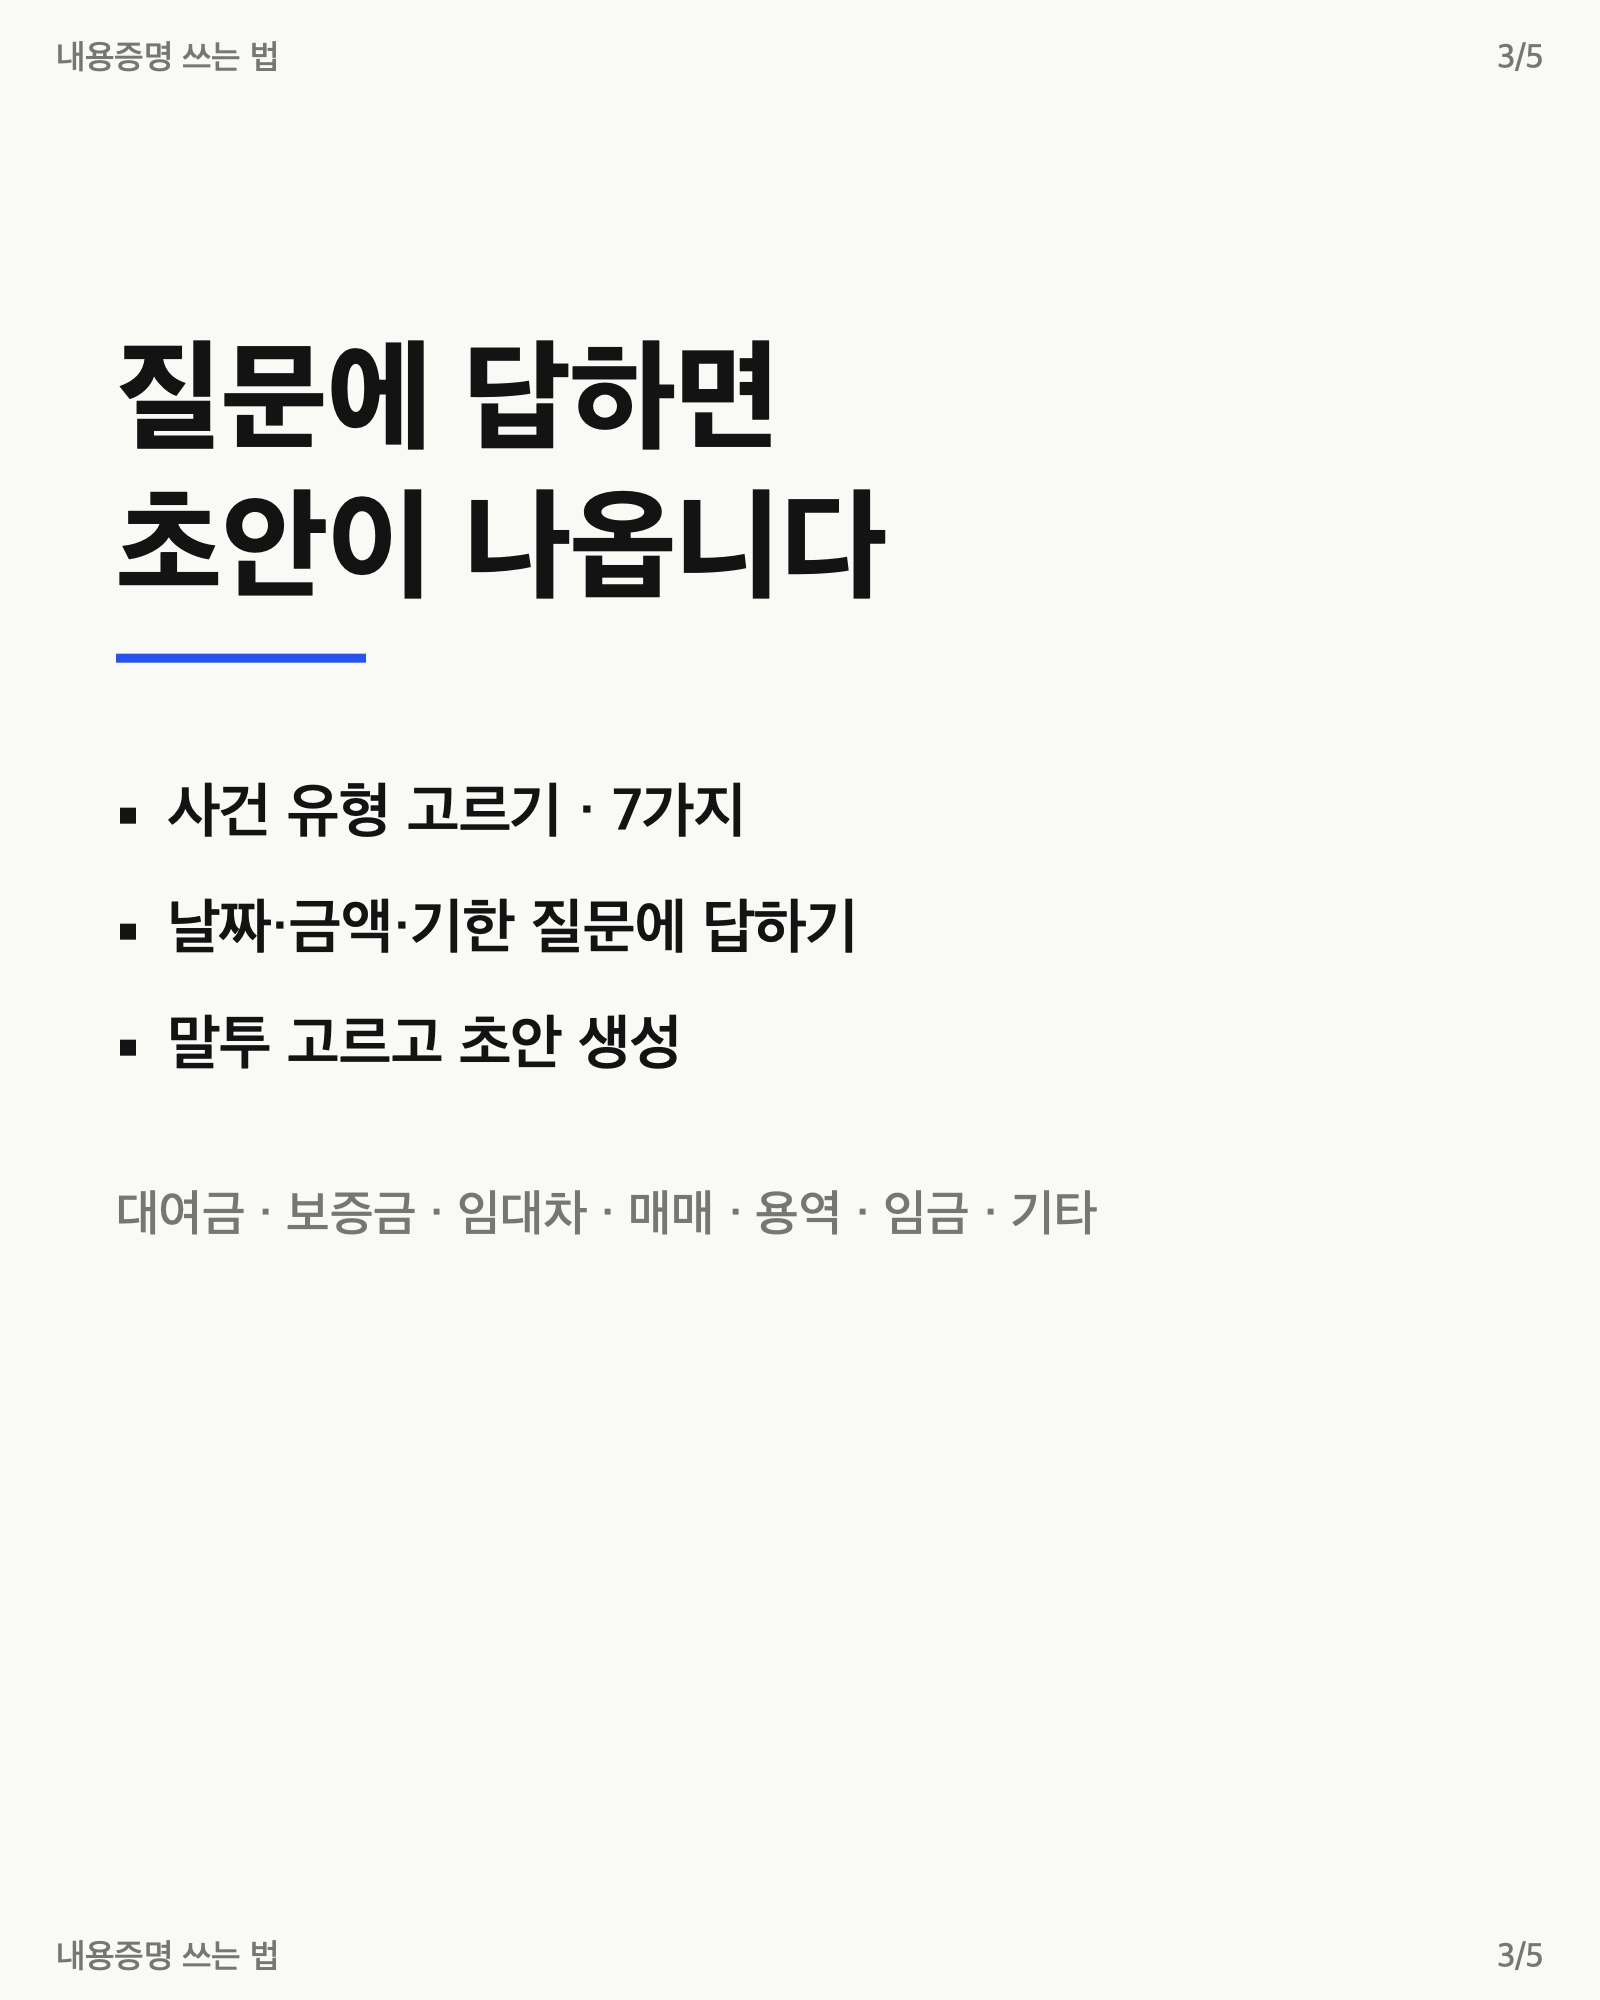 내용증명 쓰는 법
3/5
질문에 답하면
초안이 나옵니다
▪ 사건 유형 고르기 · 7가지
▪ 날짜·금액·기한 질문에 답하기
▪ 말투 고르고 초안 생성
대여금 · 보증금 · 임대차 · 매매 · 용역 · 임금 · 기타
내용증명 쓰는 법
3/5